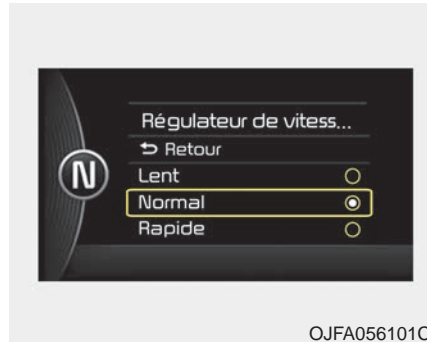 Régulateur de vitess...
⮌ Retour
N
Lent
Normal
Rapide
OJFA056101C